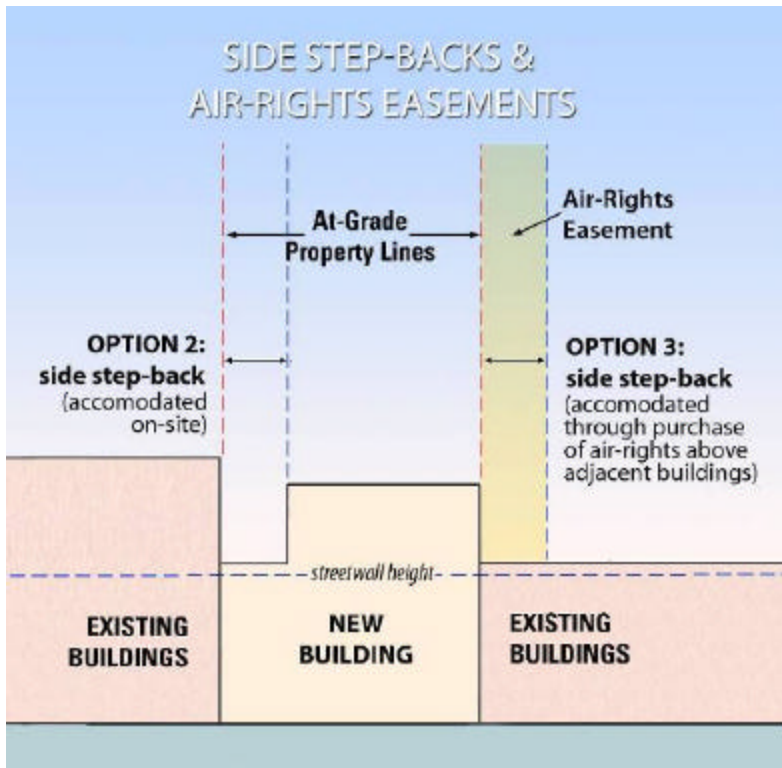 SIDE STEP-BACKS &
AIR-RIGHTS EASEMENTS
At-Grade
Property Lines
Air-Rights
Easement
OPTION 2:
side step-back
(accomodated
on-site)
OPTION 3:
side step-back
(accomodated
through purchase
of air-rights above
adjacent buildings)
streetwall height
EXISTING
BUILDINGS
NEW
BUILDING
EXISTING
BUILDINGS